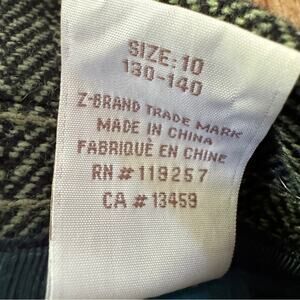 SIZE: 10
130-140
Z-BRAND TRADE MARK
MADE IN CHINA
FABRIQUÉ EN CHINE
RN # 119257
CA # 13459